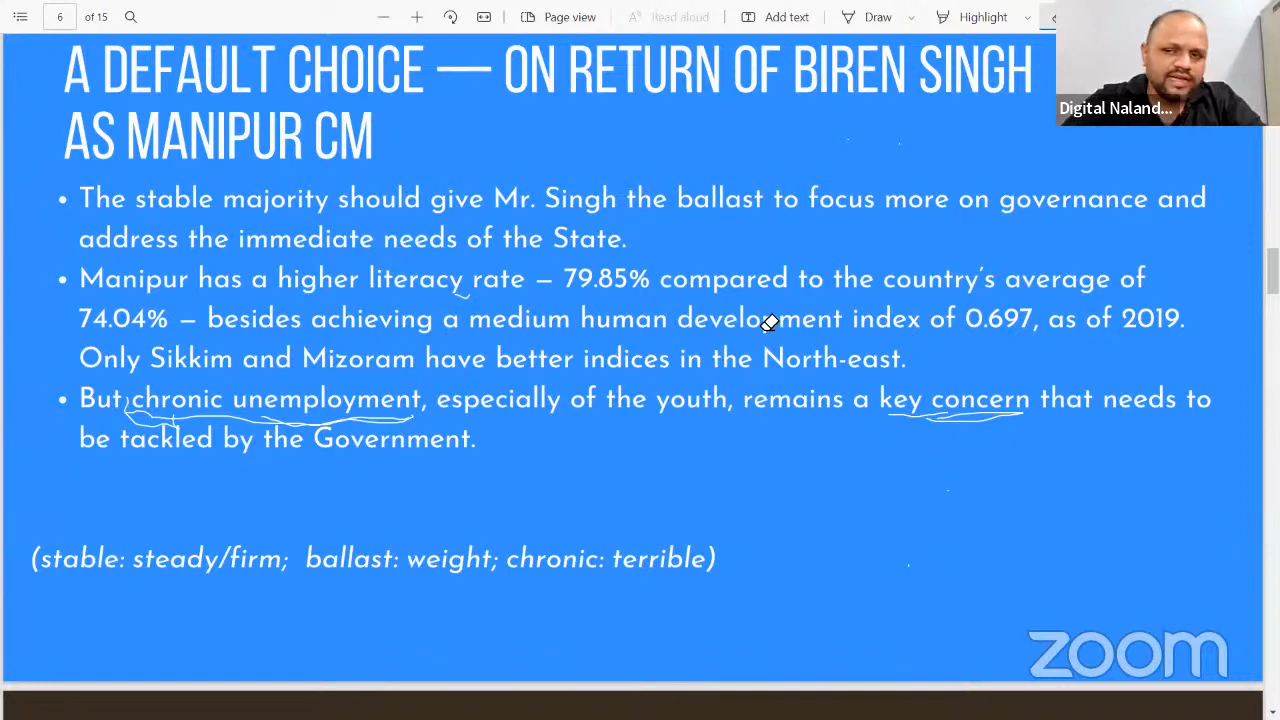 6 of 15 Page view Read aloud Add text Draw Highlight
A DEFAULT CHOICE — ON RETURN OF BIREN SINGH
AS MANIPUR CM
Digital Naland...
• The stable majority should give Mr. Singh the ballast to focus more on governance and
address the immediate needs of the State.
• Manipur has a higher literacy rate – 79.85% compared to the country's average of
74.04% – besides achieving a medium human development index of 0.697, as of 2019.
Only Sikkim and Mizoram have better indices in the North-east.
• But chronic unemployment, especially of the youth, remains a key concern that needs to
be tackled by the Government.
(stable: steady/firm; ballast: weight; chronic: terrible)
zoom